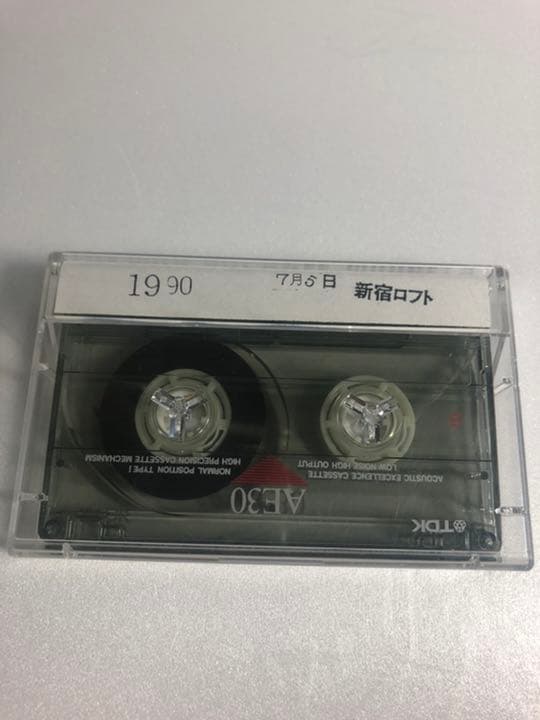 1990 7月5日 新宿ロフト
NORMAL POSITION TYPE I
HIGH PRECISION CASSETTE MECHANISM
ACOUSTIC EXCELLENCE CASSETTE
LOW NOISE HIGH OUTPUT
AE30
TDK